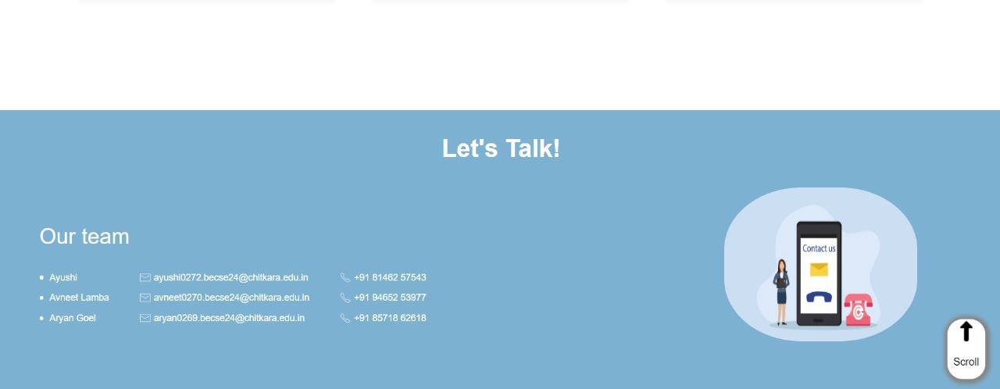 Let's Talk!
Our team
Ayushi ayushi0272.becse24@chitkara.edu.in +91 81462 57543
Avneet Lamba avneet0270.becse24@chitkara.edu.in +91 94652 53977
Aryan Goel aryan0269.becse24@chitkara.edu.in +91 85718 62618
Contact us
Scroll